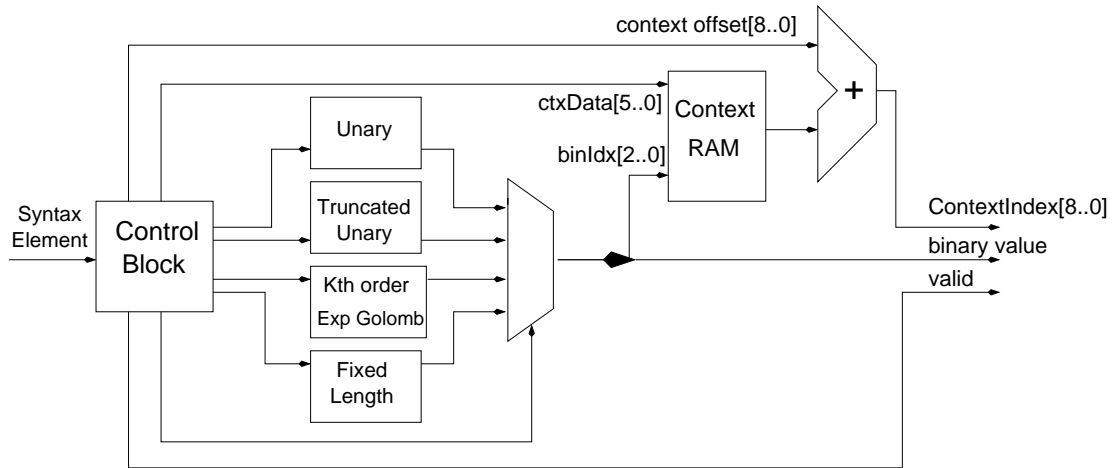 context offset[8..0]
ctxData[5..0]
Context
RAM
+
Unary
binIdx[2..0]
Truncated
Unary
Syntax
Element
Control
Block
ContextIndex[8..0]
binary value
valid
Kth order
Exp Golomb
Fixed
Length